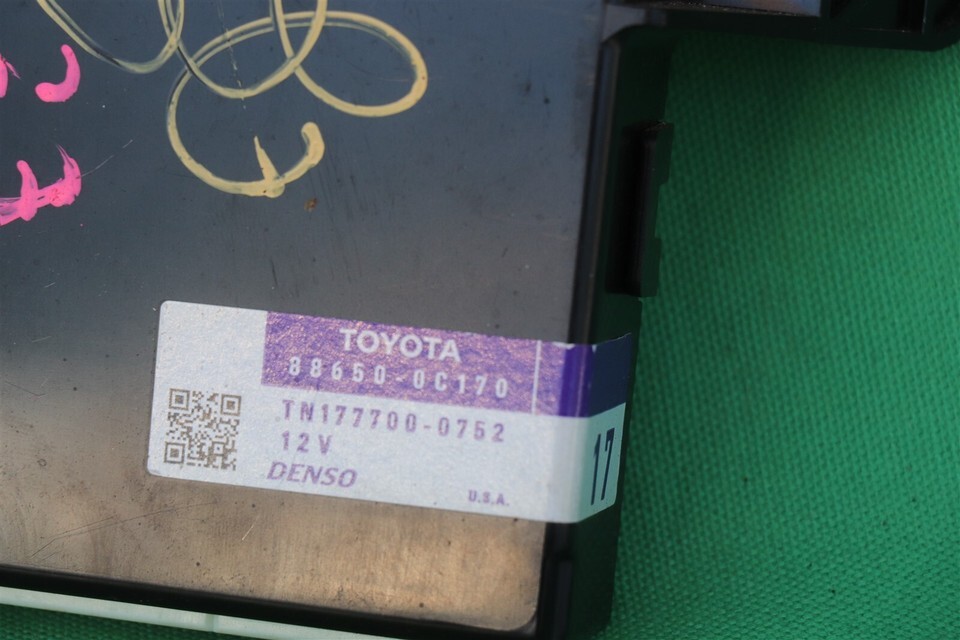 TOYOTA
88650-0C170
TN177700-0752
12V
DENSO
U.S.A.
17